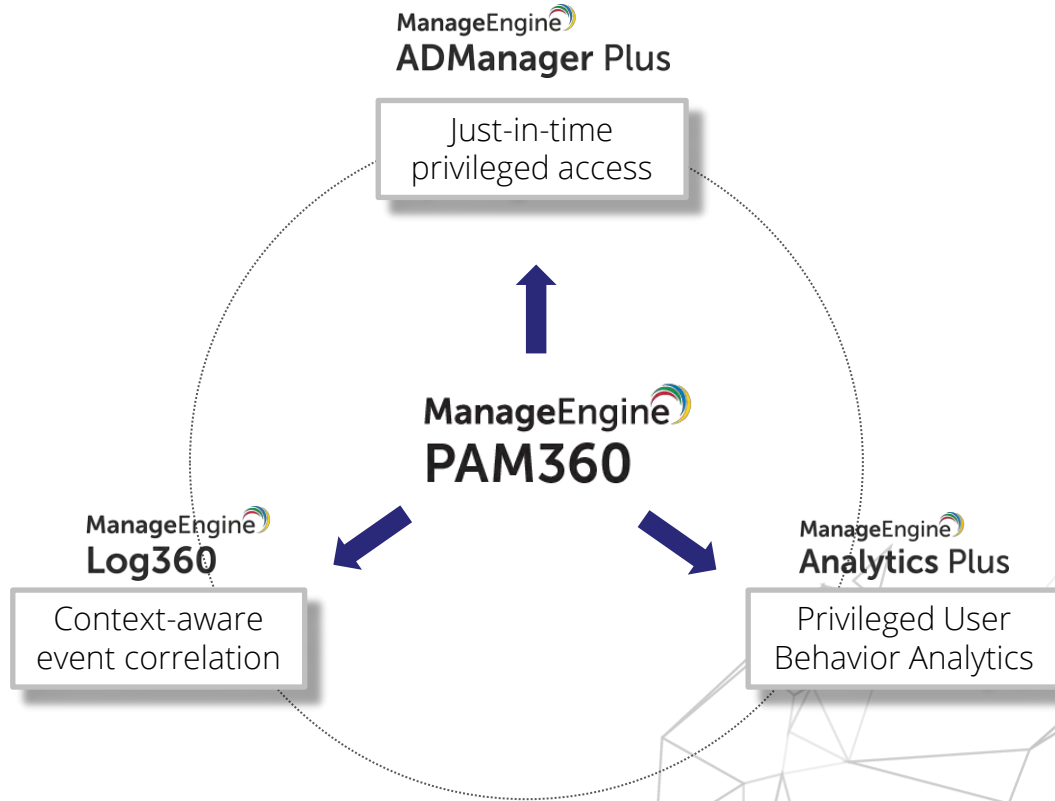 ManageEngine
ADManager Plus
Just-in-time
privileged access
ManageEngine
PAM360
ManageEngine
Log360
Context-aware
event correlation
ManageEngine
Analytics Plus
Privileged User
Behavior Analytics